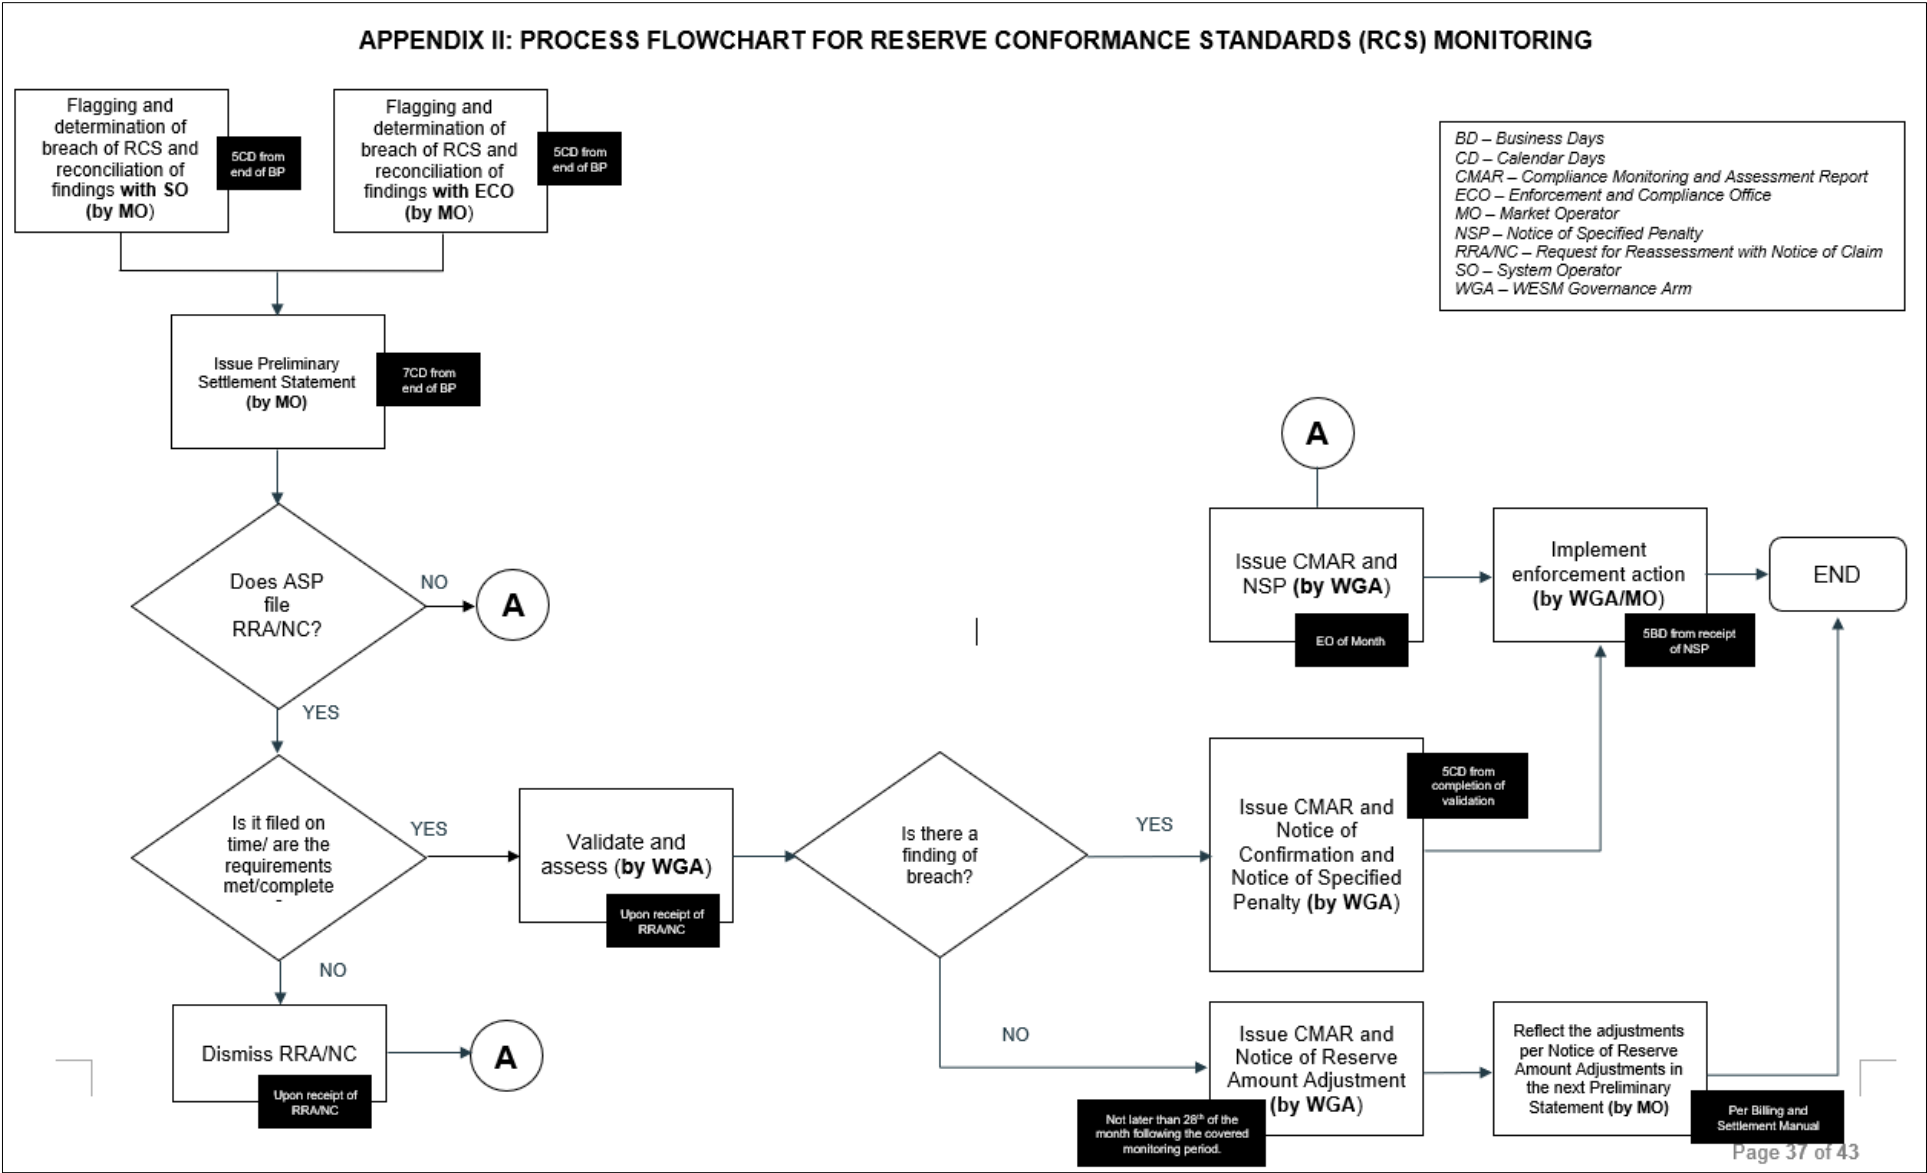 APPENDIX II: PROCESS FLOWCHART FOR RESERVE CONFORMANCE STANDARDS (RCS) MONITORING
Flagging and
determination of
breach of RCS and
reconciliation of
findings with SO
(by MO)
5CD from
end of BP
Flagging and
determination of
breach of RCS and
reconciliation of
findings with ECO
(by MO)
5CD from
end of BP
BD – Business Days
CD – Calendar Days
CMAR – Compliance Monitoring and Assessment Report
ECO – Enforcement and Compliance Office
MO – Market Operator
NSP – Notice of Specified Penalty
RRA/NC – Request for Reassessment with Notice of Claim
SO – System Operator
WGA – WESM Governance Arm
Issue Preliminary
Settlement Statement
(by MO)
7CD from
end of BP
Does ASP
file
RRA/NC?
NO
A
YES
A
Issue CMAR and
NSP (by WGA)
EO of Month
Implement
enforcement action
(by WGA/MO)
5BD from receipt
of NSP
END
Is it filed on
time/ are the
requirements
met/complete
YES
Validate and
assess (by WGA)
Upon receipt of
RRA/NC
Is there a
finding of
breach?
YES
Issue CMAR and
Notice of
Confirmation and
Notice of Specified
Penalty (by WGA)
5CD from
completion of
validation
NO
Dismiss RRA/NC
Upon receipt of
RRA/NC
A
NO
Issue CMAR and
Notice of Reserve
Amount Adjustment
(by WGA)
Not later than 28th of the
month following the covered
monitoring period.
Reflect the adjustments
per Notice of Reserve
Amount Adjustments in
the next Preliminary
Statement (by MO)
Per Billing and
Settlement Manual
Page 37 of 43